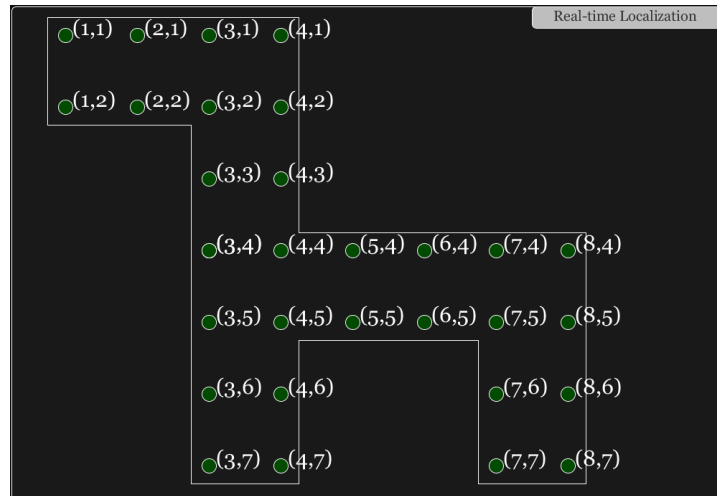 Real-time Localization
(1,1) (2,1) (3,1) (4,1)
(1,2) (2,2) (3,2) (4,2)
(3,3) (4,3)
(3,4) (4,4) (5,4) (6,4) (7,4) (8,4)
(3,5) (4,5) (5,5) (6,5) (7,5) (8,5)
(3,6) (4,6) (7,6) (8,6)
(3,7) (4,7) (7,7) (8,7)